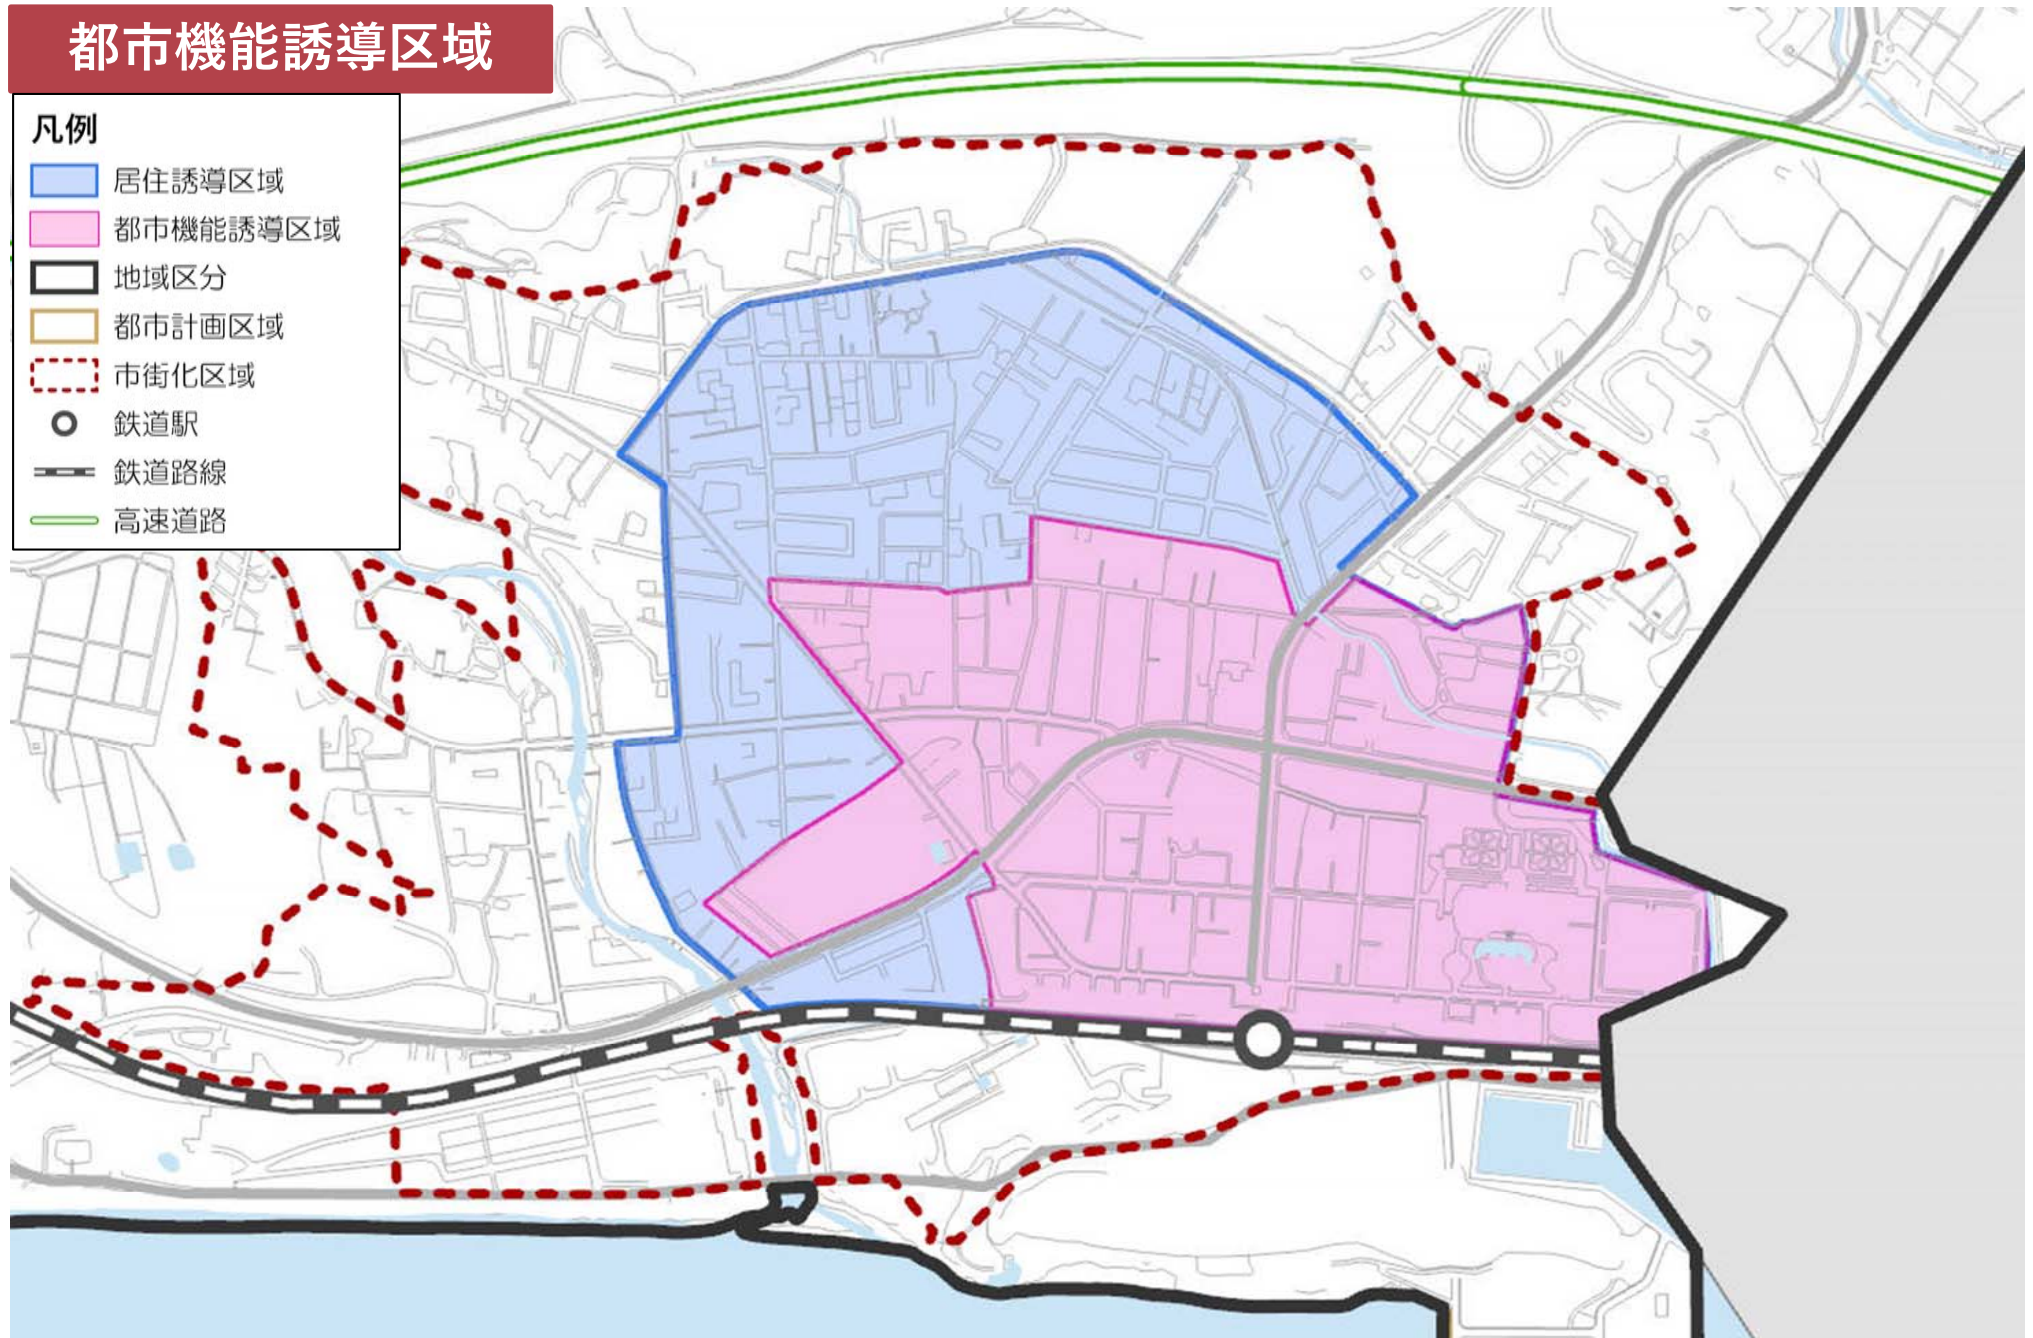 都市機能誘導区域
凡例
居住誘導区域
都市機能誘導区域
地域区分
都市計画区域
市街化区域
鉄道駅
鉄道路線
高速道路